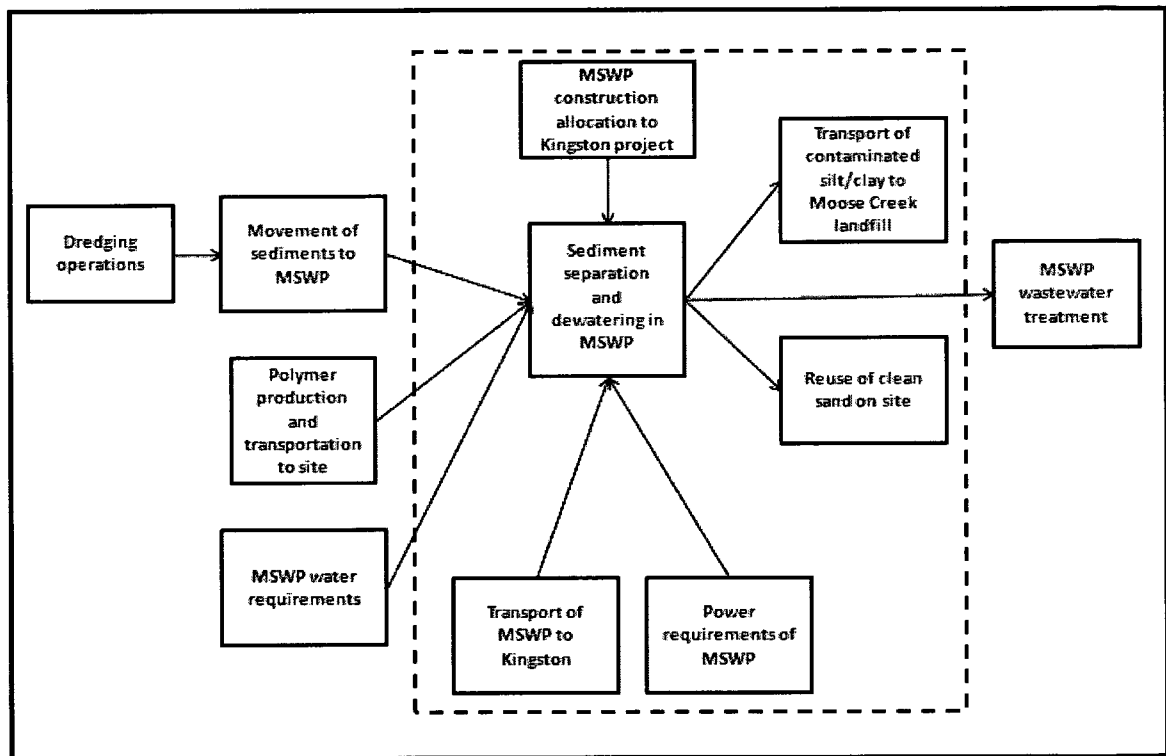 MSWP
construction
allocation to
Kingston project
Transport of
contaminated
silt/clay to
Moose Creek
landfill
Dredging
operations
Movement of
sediments to
MSWP
Sediment
separation
and
dewatering in
MSWP
MSWP
wastewater
treatment
Polymer
production
and
transportation
to site
Reuse of clean
sand on site
MSWP water
requirements
Transport of
MSWP to
Kingston
Power
requirements of
MSWP